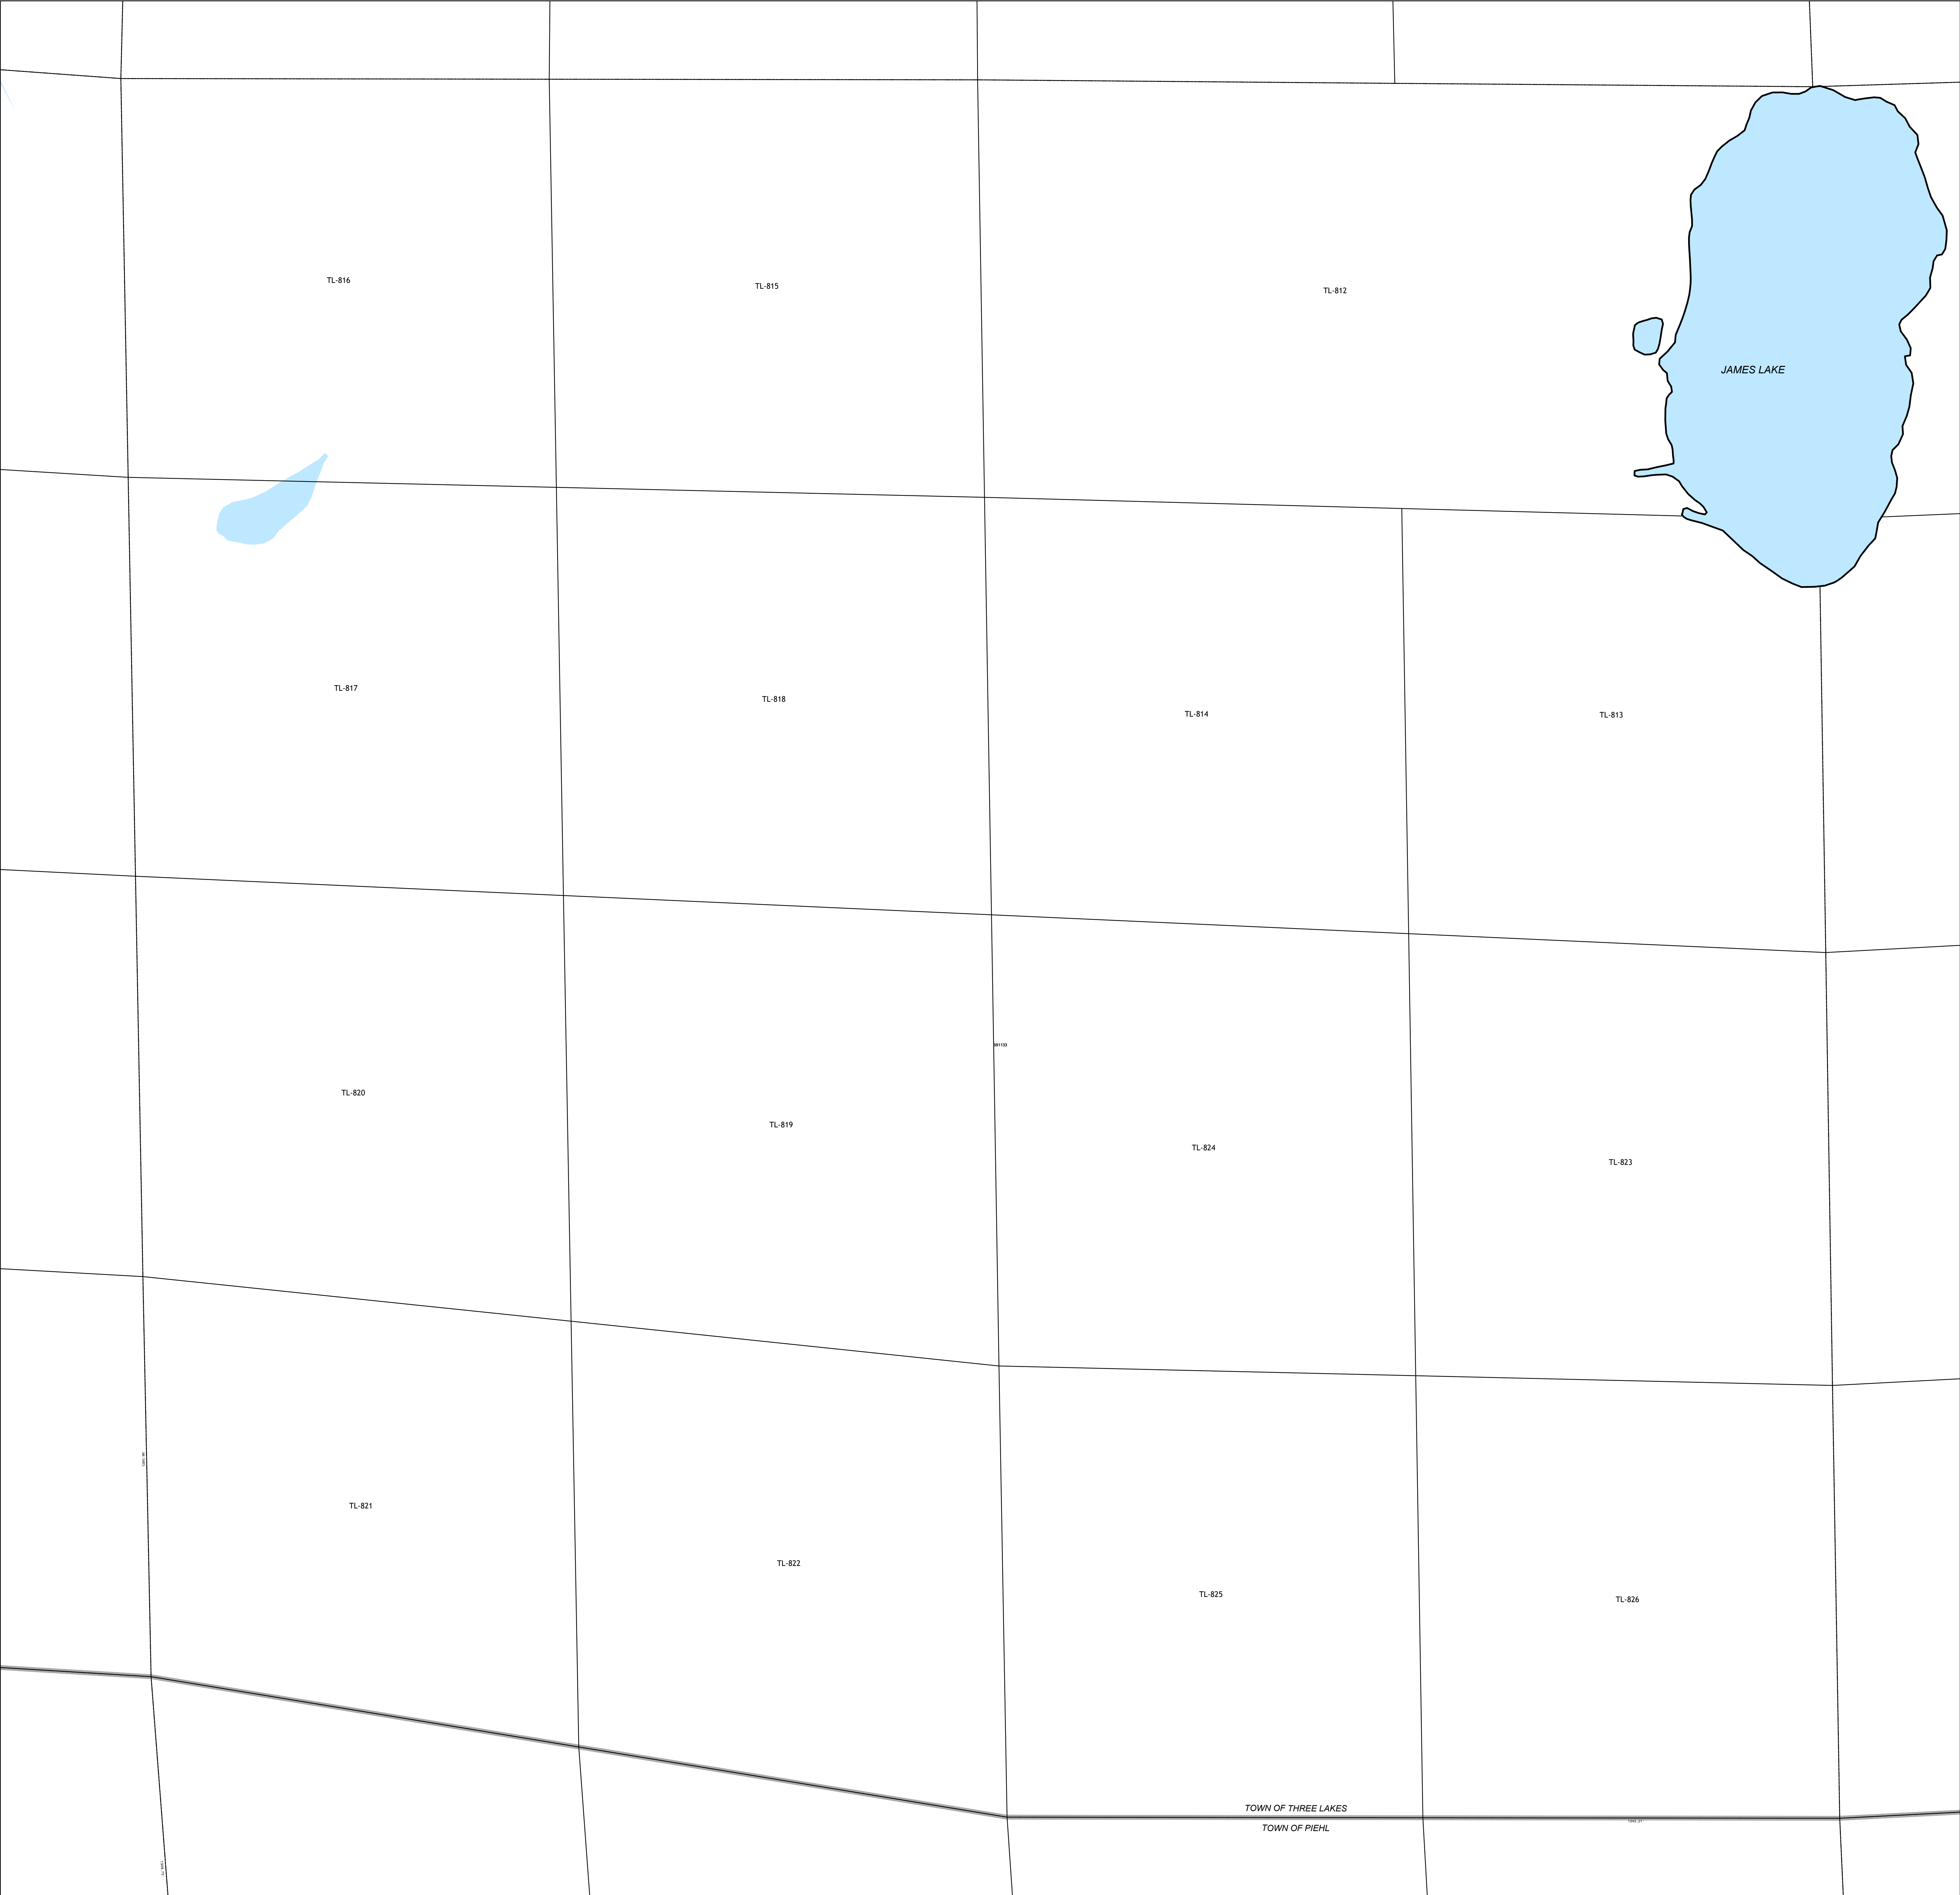 TL-816
TL-815
TL-812
JAMES LAKE
TL-817
TL-818
TL-814
TL-813
TL-820
TL-819
TL-824
TL-823
TL-821
TL-822
TL-825
TL-826
TOWN OF THREE LAKES
TOWN OF PIEHL